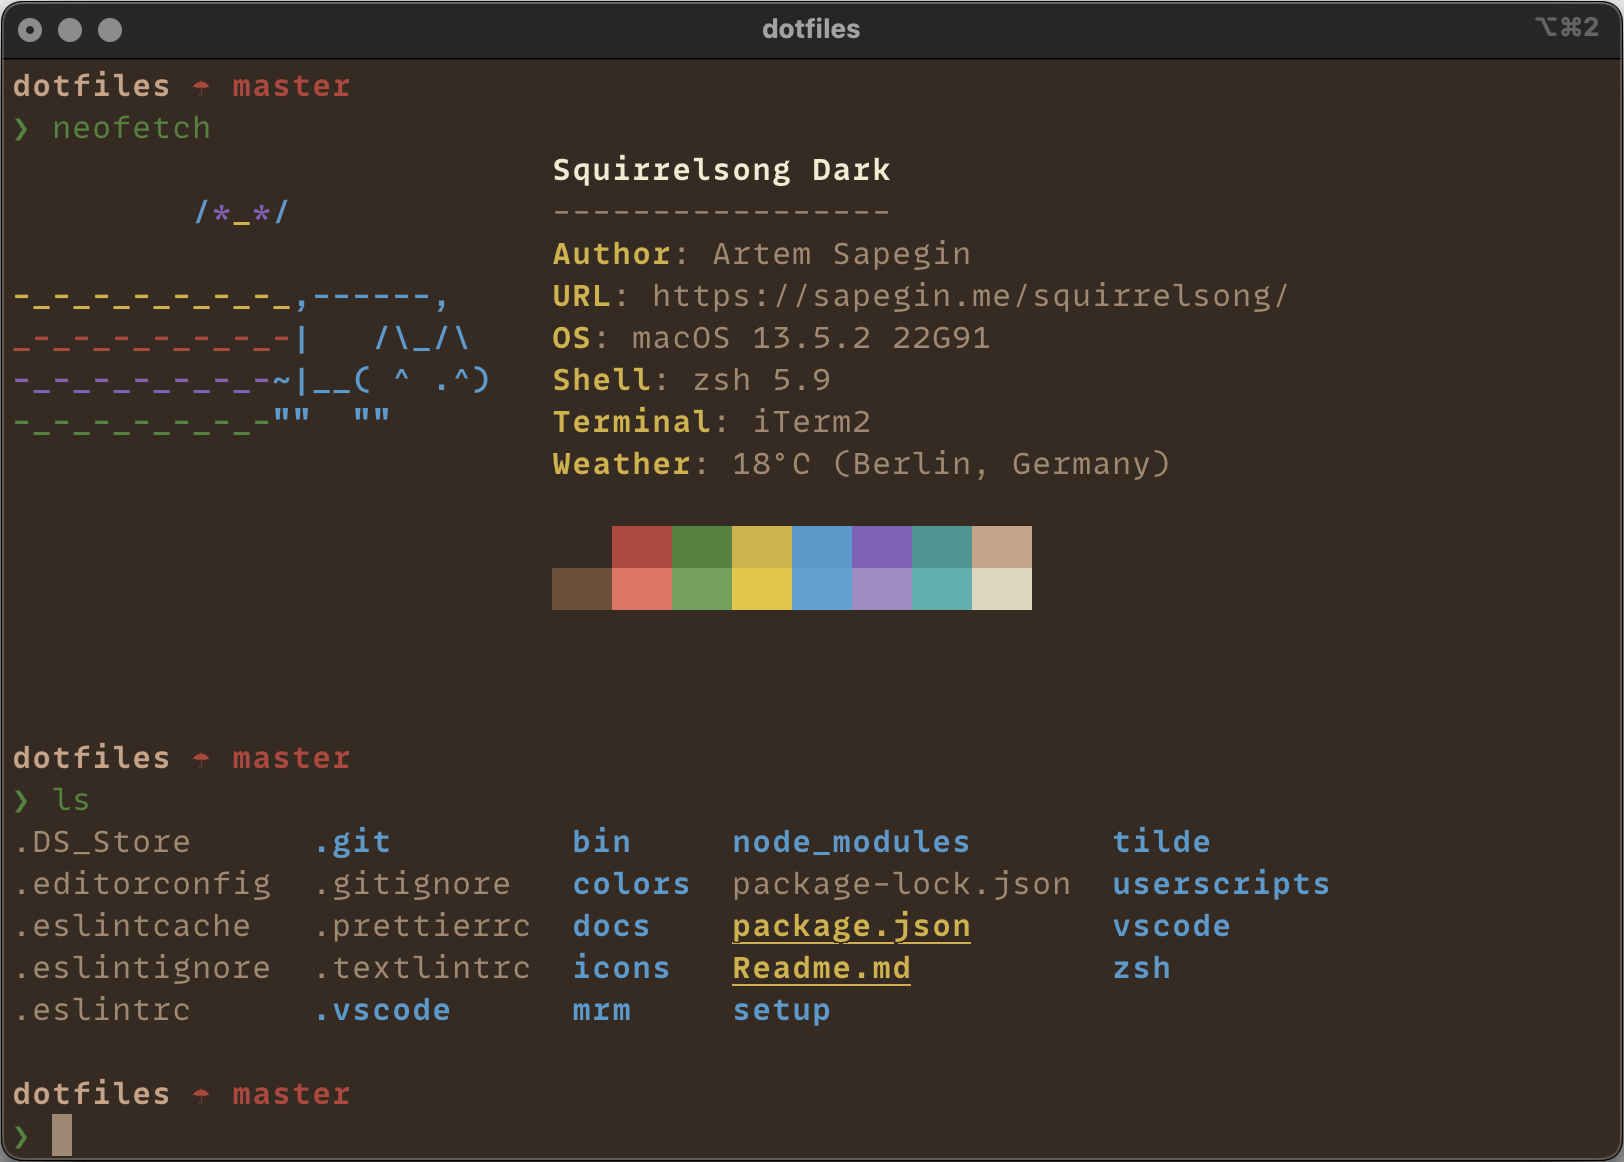 dotfiles
⌥⌘2
dotfiles ☂ master
❯ neofetch
Squirrelsong Dark
/*_*/ -----------------
Author: Artem Sapegin
-_-_-_-_-_-_-_,------, URL: https://sapegin.me/squirrelsong/
_-_-_-_-_-_-_-|   /\_/\ OS: macOS 13.5.2 22G91
-_-_-_-_-_-_-~|__( ^ .^) Shell: zsh 5.9
-_-_-_-_-_-_-""  "" Terminal: iTerm2
Weather: 18°C (Berlin, Germany)
dotfiles ☂ master
❯ ls
.DS_Store .git bin node_modules tilde
.editorconfig .gitignore colors package-lock.json userscripts
.eslintcache .prettierrc docs package.json vscode
.eslintignore .textlintrc icons Readme.md zsh
.eslintrc .vscode mrm setup
dotfiles ☂ master
❯